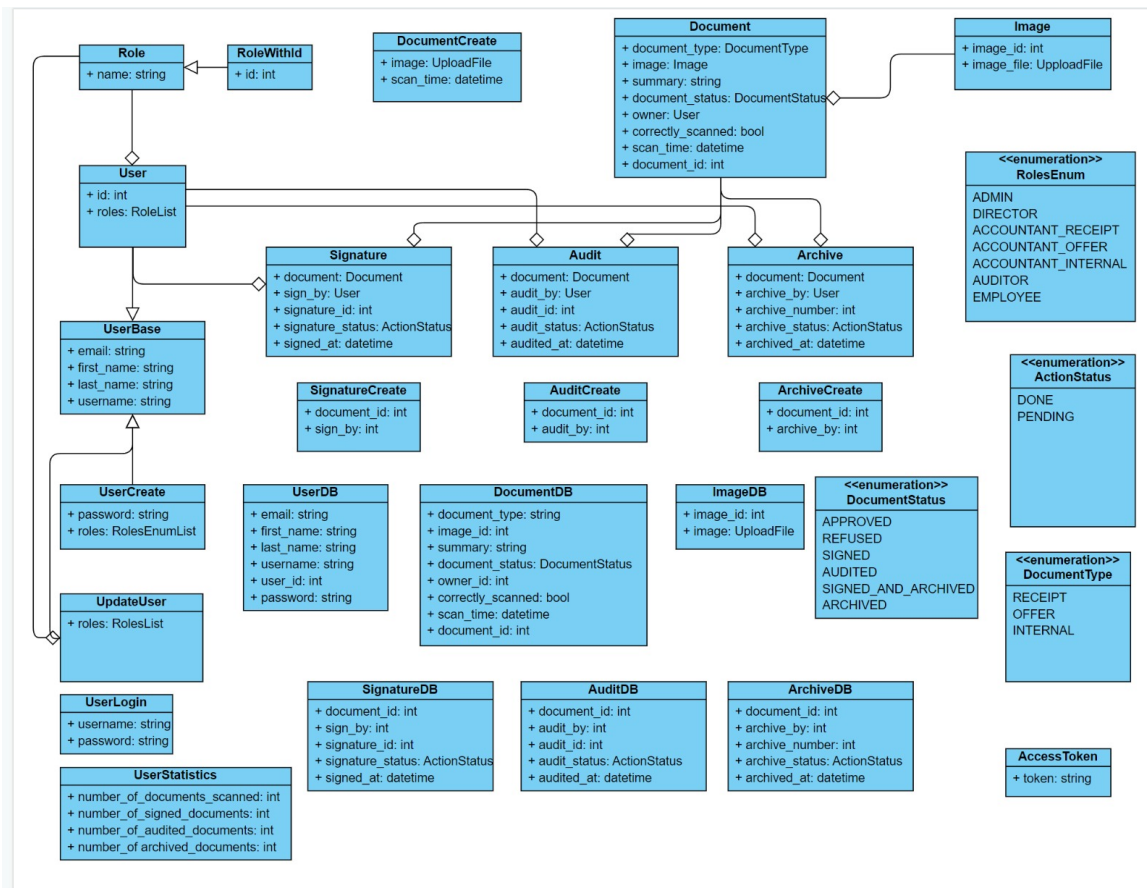 Role
+ name: string
RoleWithId
+ id: int
DocumentCreate
+ image: UploadFile
+ scan_time: datetime
Document
+ document_type: DocumentType
+ image: Image
+ summary: string
+ document_status: DocumentStatus
+ owner: User
+ correctly_scanned: bool
+ scan_time: datetime
+ document_id: int
Image
+ image_id: int
+ image_file: UpploadFile
User
+ id: int
+ roles: RoleList
<<enumeration>>
RolesEnum
ADMIN
DIRECTOR
ACCOUNTANT_RECEIPT
ACCOUNTANT_OFFER
ACCOUNTANT_INTERNAL
AUDITOR
EMPLOYEE
Signature
+ document: Document
+ sign_by: User
+ signature_id: int
+ signature_status: ActionStatus
+ signed_at: datetime
Audit
+ document: Document
+ audit_by: User
+ audit_id: int
+ audit_status: ActionStatus
+ audited_at: datetime
Archive
+ document: Document
+ archive_by: User
+ archive_number: int
+ archive_status: ActionStatus
+ archived_at: datetime
UserBase
+ email: string
+ first_name: string
+ last_name: string
+ username: string
SignatureCreate
+ document_id: int
+ sign_by: int
AuditCreate
+ document_id: int
+ audit_by: int
ArchiveCreate
+ document_id: int
+ archive_by: int
<<enumeration>>
ActionStatus
DONE
PENDING
UserCreate
+ password: string
+ roles: RolesEnumList
UserDB
+ email: string
+ first_name: string
+ last_name: string
+ username: string
+ user_id: int
+ password: string
DocumentDB
+ document_type: string
+ image_id: int
+ summary: string
+ document_status: DocumentStatus
+ owner_id: int
+ correctly_scanned: bool
+ scan_time: datetime
+ document_id: int
ImageDB
+ image_id: int
+ image: UploadFile
<<enumeration>>
DocumentStatus
APPROVED
REFUSED
SIGNED
AUDITED
SIGNED_AND_ARCHIVED
ARCHIVED
<<enumeration>>
DocumentType
RECEIPT
OFFER
INTERNAL
UpdateUser
+ roles: RolesList
UserLogin
+ username: string
+ password: string
SignatureDB
+ document_id: int
+ sign_by: int
+ signature_id: int
+ signature_status: ActionStatus
+ signed_at: datetime
AuditDB
+ document_id: int
+ audit_by: int
+ audit_id: int
+ audit_status: ActionStatus
+ audited_at: datetime
ArchiveDB
+ document_id: int
+ archive_by: int
+ archive_number: int
+ archive_status: ActionStatus
+ archived_at: datetime
AccessToken
+ token: string
UserStatistics
+ number_of_documents_scanned: int
+ number_of_signed_documents: int
+ number_of_audited_documents: int
+ number_of archived_documents: int